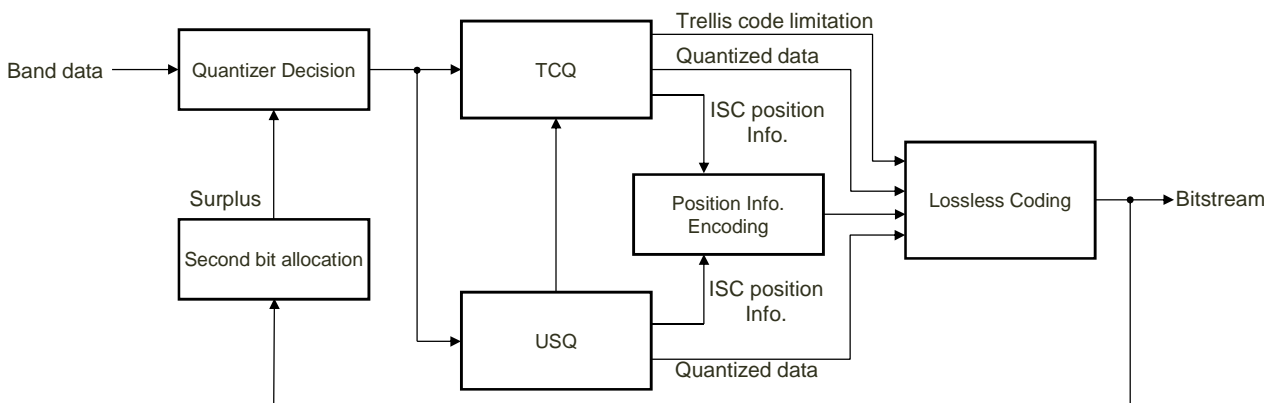 Trellis code limitation
Band data
Quantizer Decision
TCQ
Quantized data
ISC position
Info.
Surplus
Position Info.
Encoding
Lossless Coding
Bitstream
Second bit allocation
ISC position
Info.
USQ
Quantized data